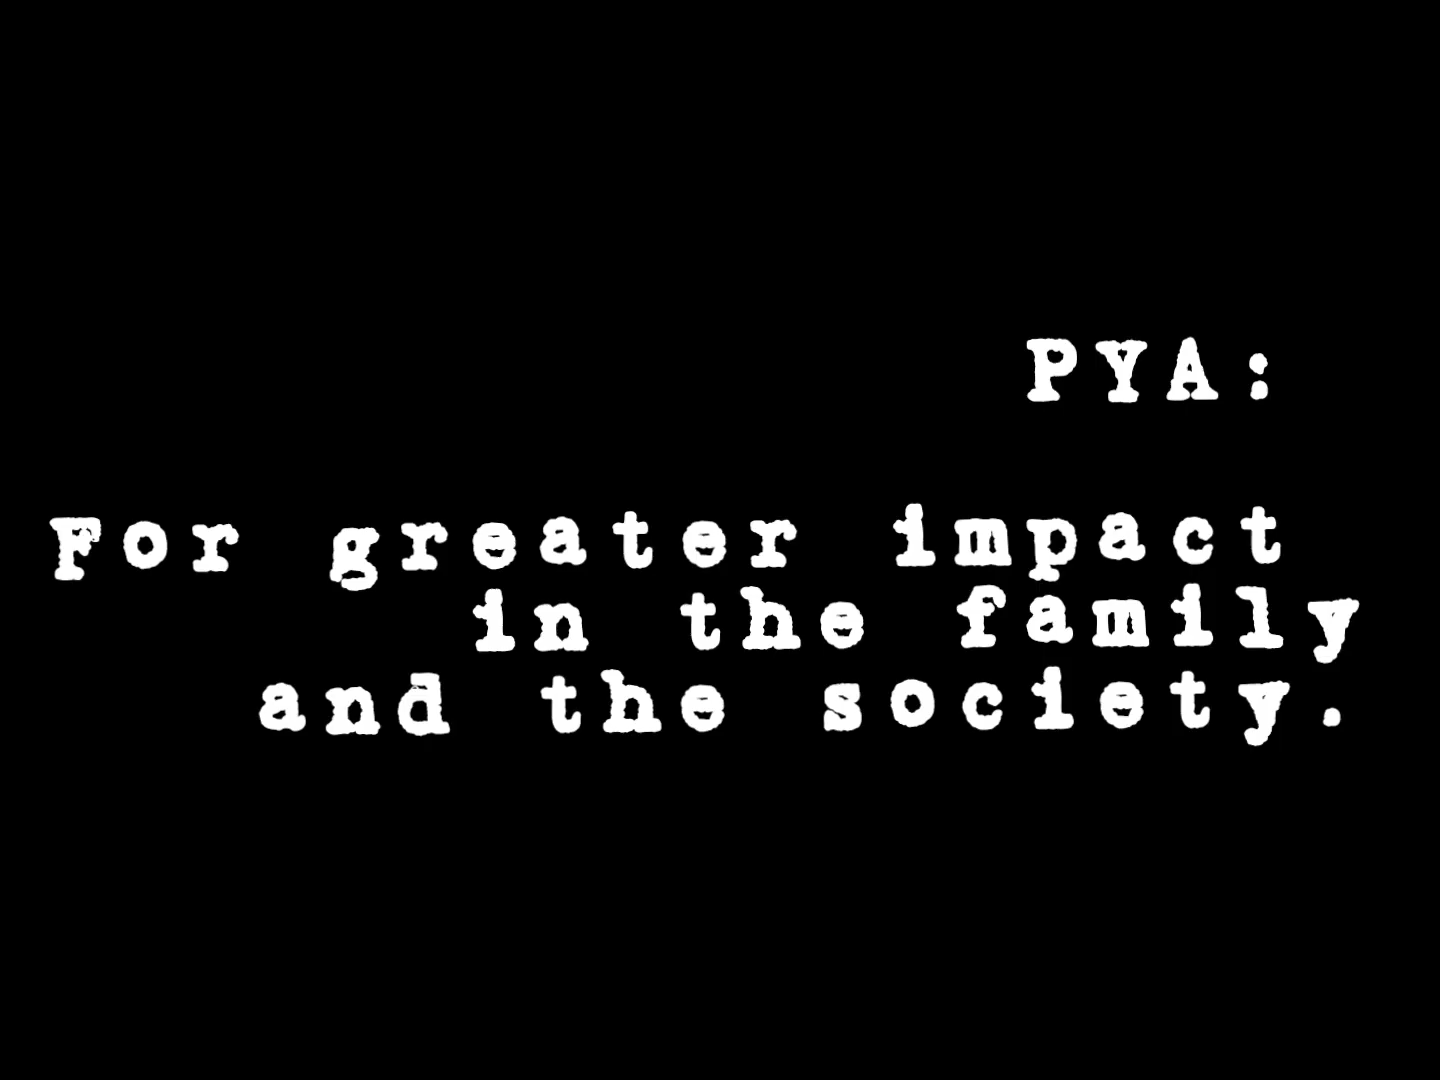 PYA:
For greater impact
in the family
and the society.